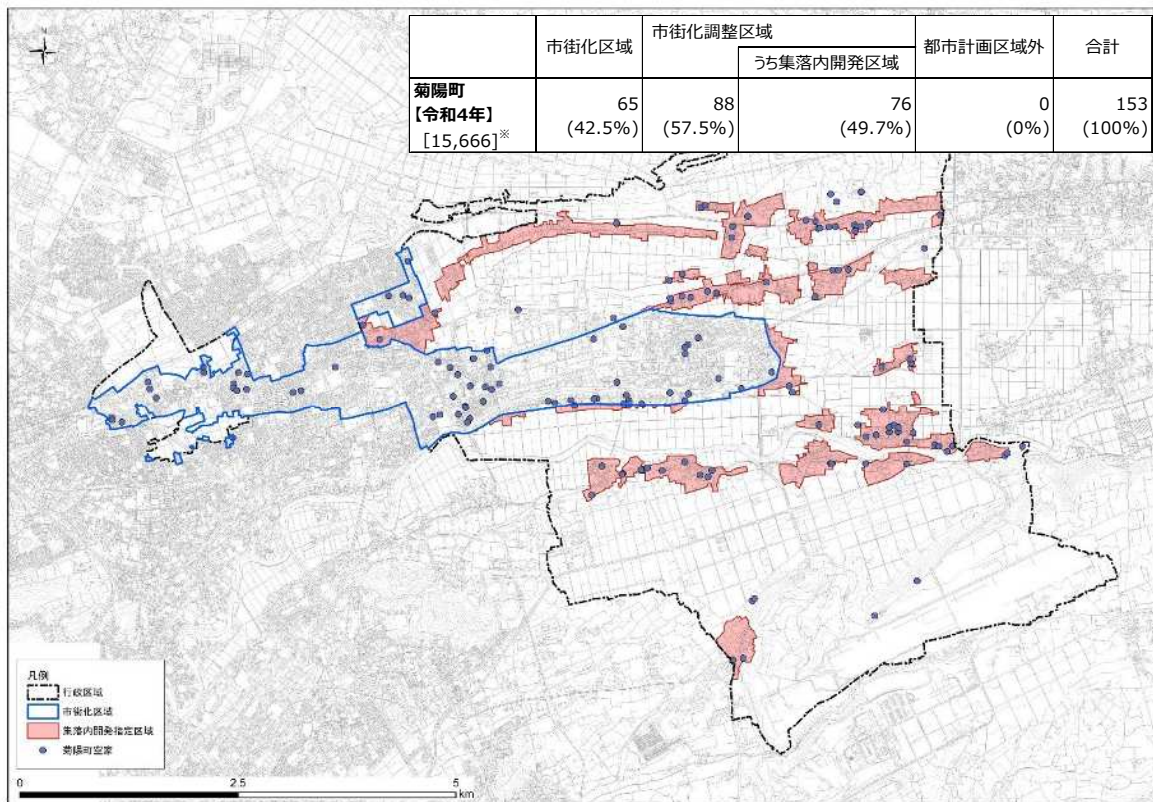 市街化区域 市街化調整区域 都市計画区域外 合計
うち集落内開発区域
菊陽町
【令和4年】
[15,666]※
65 88 76 0 153
(42.5%) (57.5%) (49.7%) (0%) (100%)
N
凡例
行政区域
市街化区域
集落内開発指定区域
菊陽町空家
0 2.5 5
km